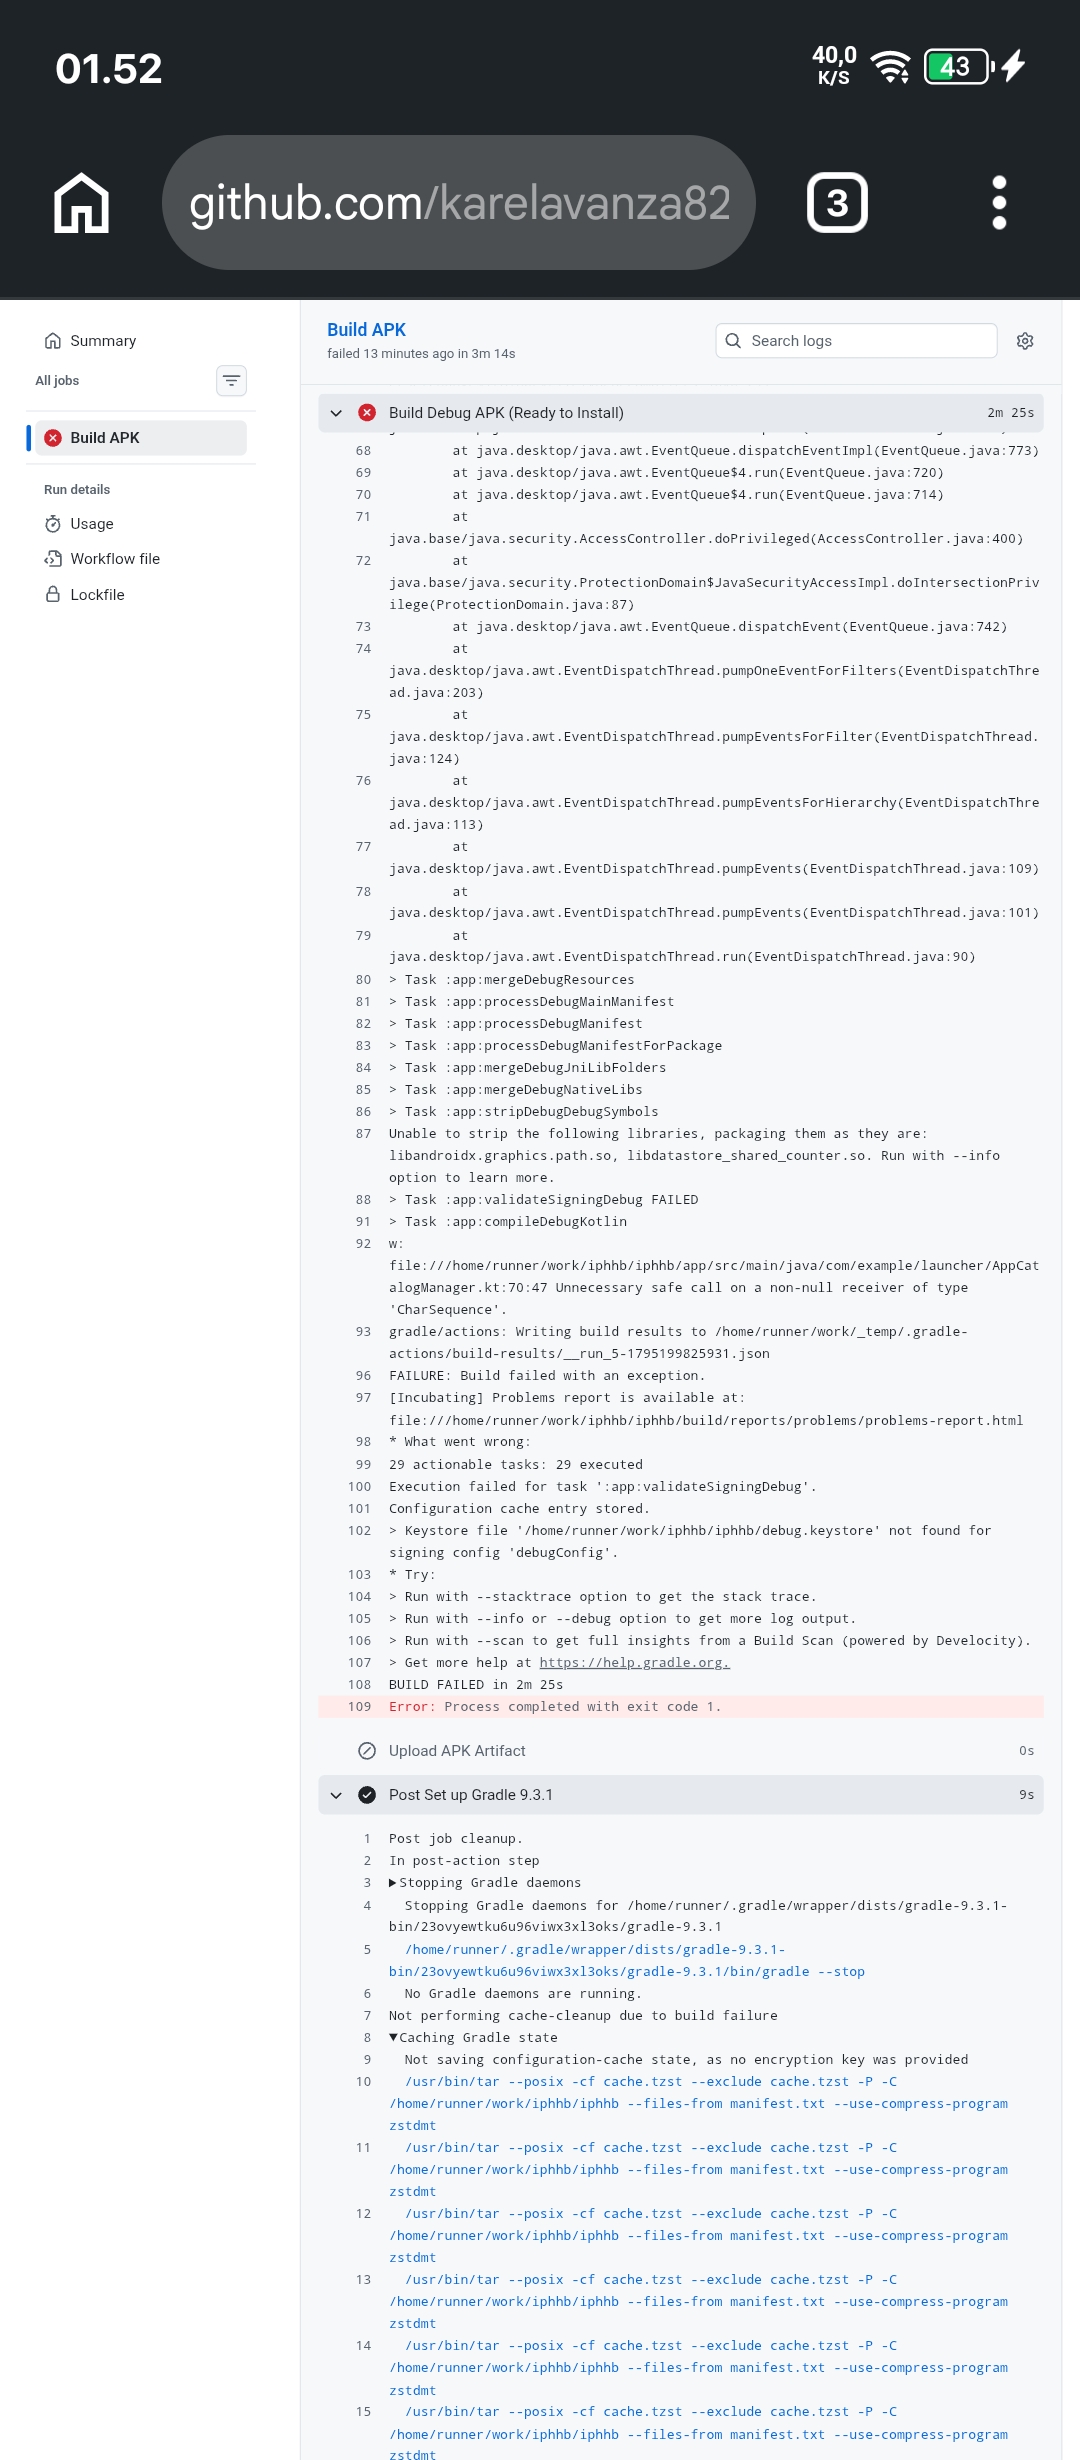 01.52
40,0
K/S
43
github.com/karelavanza82
3
Summary
All jobs
Build APK
Run details
Usage
Workflow file
Lockfile
Build APK
failed 13 minutes ago in 3m 14s
Search logs
Build Debug APK (Ready to Install) 2m 25s
68 at java.desktop/java.awt.EventQueue.dispatchEventImpl(EventQueue.java:773)
69 at java.desktop/java.awt.EventQueue$4.run(EventQueue.java:720)
70 at java.desktop/java.awt.EventQueue$4.run(EventQueue.java:714)
71 at
java.base/java.security.AccessController.doPrivileged(AccessController.java:400)
72 at
java.base/java.security.ProtectionDomain$JavaSecurityAccessImpl.doIntersectionPriv
ilege(ProtectionDomain.java:87)
73 at java.desktop/java.awt.EventQueue.dispatchEvent(EventQueue.java:742)
74 at
java.desktop/java.awt.EventDispatchThread.pumpOneEventForFilters(EventDispatchThre
ad.java:203)
75 at
java.desktop/java.awt.EventDispatchThread.pumpEventsForFilter(EventDispatchThread.
java:124)
76 at
java.desktop/java.awt.EventDispatchThread.pumpEventsForHierarchy(EventDispatchThre
ad.java:113)
77 at
java.desktop/java.awt.EventDispatchThread.pumpEvents(EventDispatchThread.java:109)
78 at
java.desktop/java.awt.EventDispatchThread.pumpEvents(EventDispatchThread.java:101)
79 at
java.desktop/java.awt.EventDispatchThread.run(EventDispatchThread.java:90)
80 > Task :app:mergeDebugResources
81 > Task :app:processDebugMainManifest
82 > Task :app:processDebugManifest
83 > Task :app:processDebugManifestForPackage
84 > Task :app:mergeDebugJniLibFolders
85 > Task :app:mergeDebugNativeLibs
86 > Task :app:stripDebugDebugSymbols
87 Unable to strip the following libraries, packaging them as they are:
libandroidx.graphics.path.so, libdatastore_shared_counter.so. Run with --info
option to learn more.
88 > Task :app:validateSigningDebug FAILED
91 > Task :app:compileDebugKotlin
92 w:
file:///home/runner/work/iphhb/iphhb/app/src/main/java/com/example/launcher/AppCat
alogManager.kt:70:47 Unnecessary safe call on a non-null receiver of type
'CharSequence'.
93 gradle/actions: Writing build results to /home/runner/work/_temp/.gradle-
actions/build-results/__run_5-1795199825931.json
96 FAILURE: Build failed with an exception.
97 [Incubating] Problems report is available at:
file:///home/runner/work/iphhb/iphhb/build/reports/problems/problems-report.html
98 * What went wrong:
99 29 actionable tasks: 29 executed
100 Execution failed for task ':app:validateSigningDebug'.
101 Configuration cache entry stored.
102 > Keystore file '/home/runner/work/iphhb/iphhb/debug.keystore' not found for
signing config 'debugConfig'.
103 * Try:
104 > Run with --stacktrace option to get the stack trace.
105 > Run with --info or --debug option to get more log output.
106 > Run with --scan to get full insights from a Build Scan (powered by Develocity).
107 > Get more help at https://help.gradle.org.
108 BUILD FAILED in 2m 25s
109 Error: Process completed with exit code 1.
Upload APK Artifact 0s
Post Set up Gradle 9.3.1 9s
1 Post job cleanup.
2 In post-action step
3 ▶Stopping Gradle daemons
4 Stopping Gradle daemons for /home/runner/.gradle/wrapper/dists/gradle-9.3.1-
bin/23ovyewtku6u96viwx3xl3oks/gradle-9.3.1
5 /home/runner/.gradle/wrapper/dists/gradle-9.3.1-
bin/23ovyewtku6u96viwx3xl3oks/gradle-9.3.1/bin/gradle --stop
6 No Gradle daemons are running.
7 Not performing cache-cleanup due to build failure
8 ▼Caching Gradle state
9 Not saving configuration-cache state, as no encryption key was provided
10 /usr/bin/tar --posix -cf cache.tzst --exclude cache.tzst -P -C
/home/runner/work/iphhb/iphhb --files-from manifest.txt --use-compress-program
zstdmt
11 /usr/bin/tar --posix -cf cache.tzst --exclude cache.tzst -P -C
/home/runner/work/iphhb/iphhb --files-from manifest.txt --use-compress-program
zstdmt
12 /usr/bin/tar --posix -cf cache.tzst --exclude cache.tzst -P -C
/home/runner/work/iphhb/iphhb --files-from manifest.txt --use-compress-program
zstdmt
13 /usr/bin/tar --posix -cf cache.tzst --exclude cache.tzst -P -C
/home/runner/work/iphhb/iphhb --files-from manifest.txt --use-compress-program
zstdmt
14 /usr/bin/tar --posix -cf cache.tzst --exclude cache.tzst -P -C
/home/runner/work/iphhb/iphhb --files-from manifest.txt --use-compress-program
zstdmt
15 /usr/bin/tar --posix -cf cache.tzst --exclude cache.tzst -P -C
/home/runner/work/iphhb/iphhb --files-from manifest.txt --use-compress-program
zstdmt